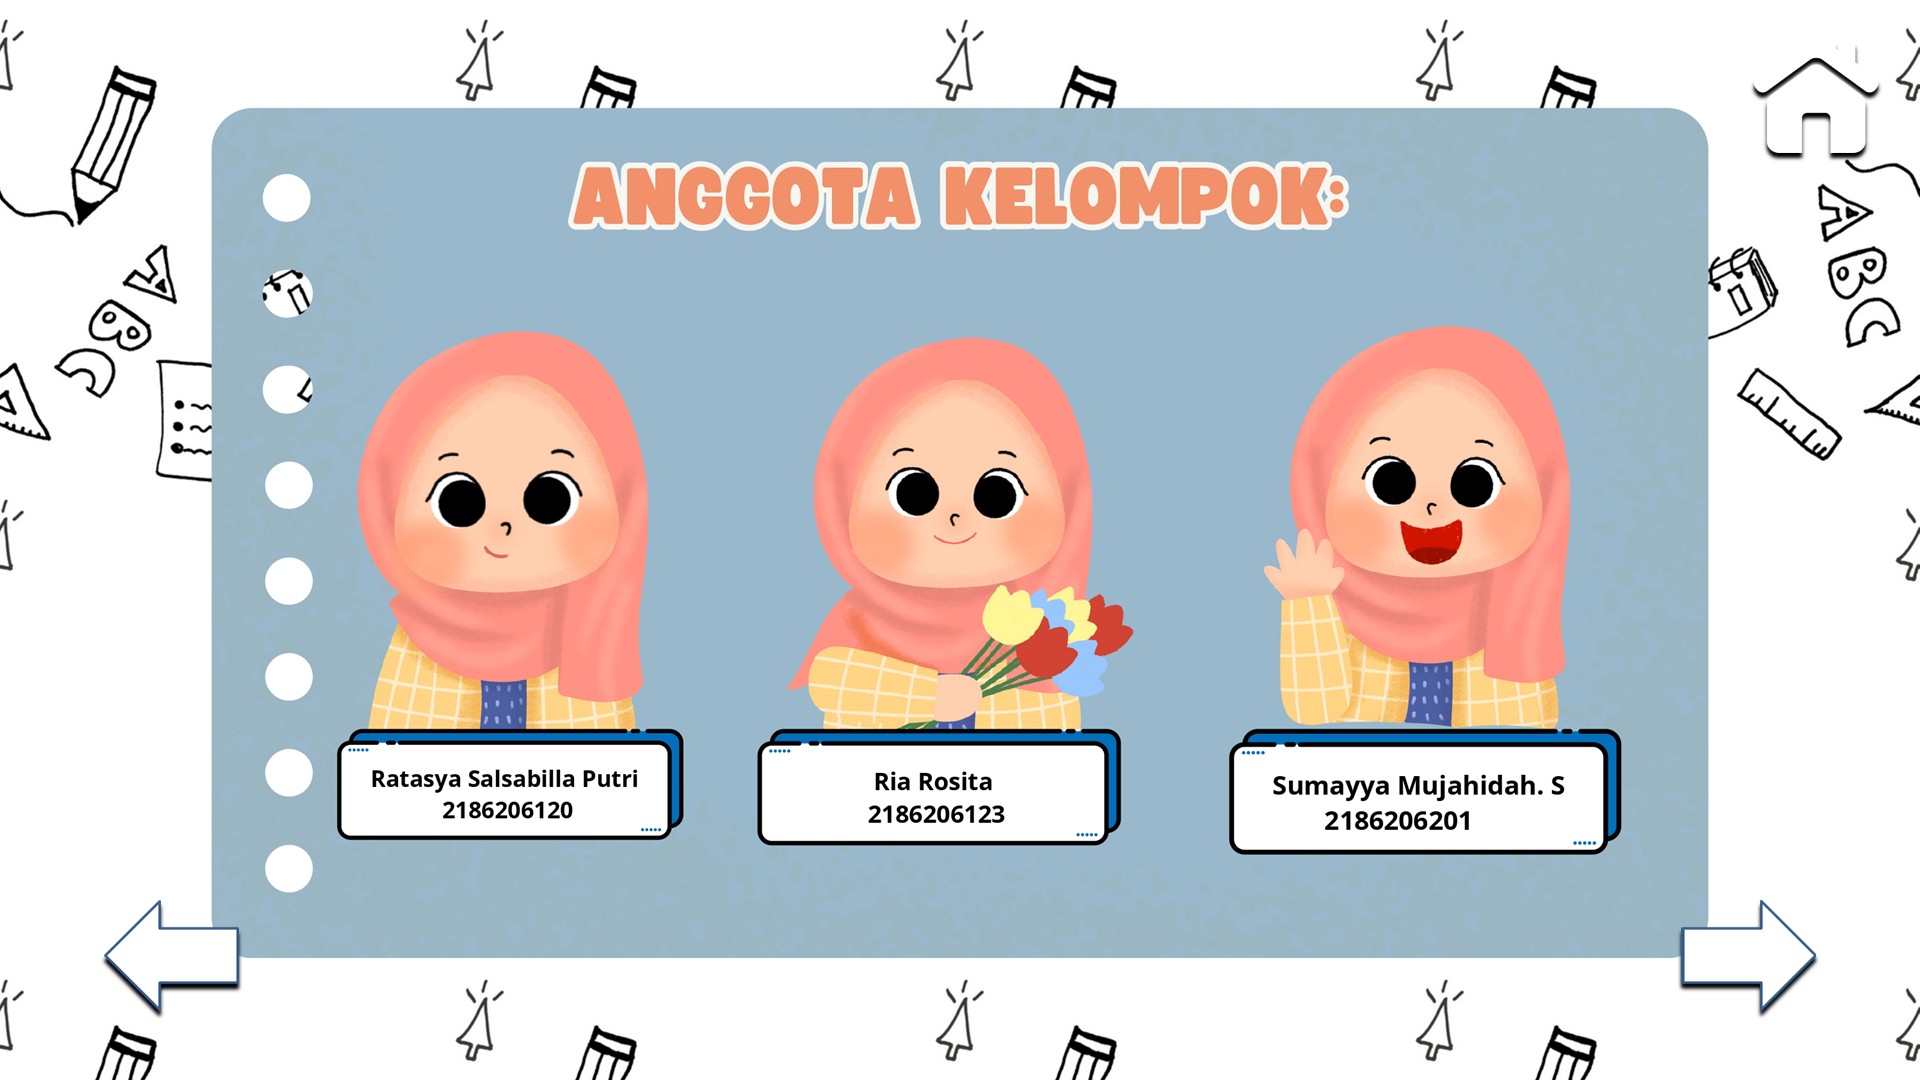 ANGGOTA KELOMPOK:
Ratasya Salsabilla Putri
2186206120
Ria Rosita
2186206123
Sumayya Mujahidah. S
2186206201
A
B
C
A
B
C